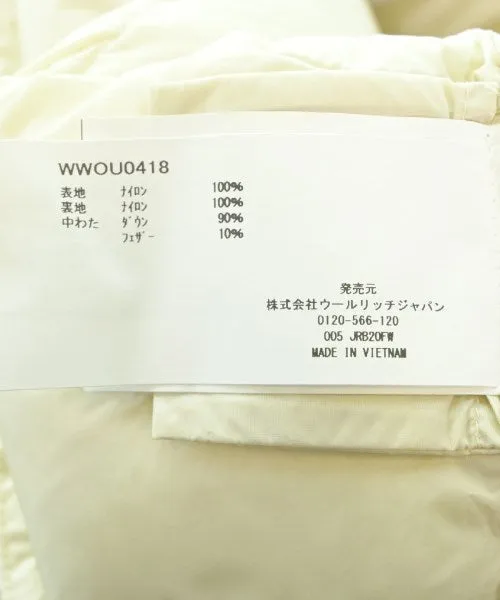 WWOU0418
表地 ナイロン 100%
裏地 ナイロン 100%
中わた ダウン 90%
フェザー 10%
発売元
株式会社ウールリッチジャパン
0120-566-120
005 JRB20FW
MADE IN VIETNAM